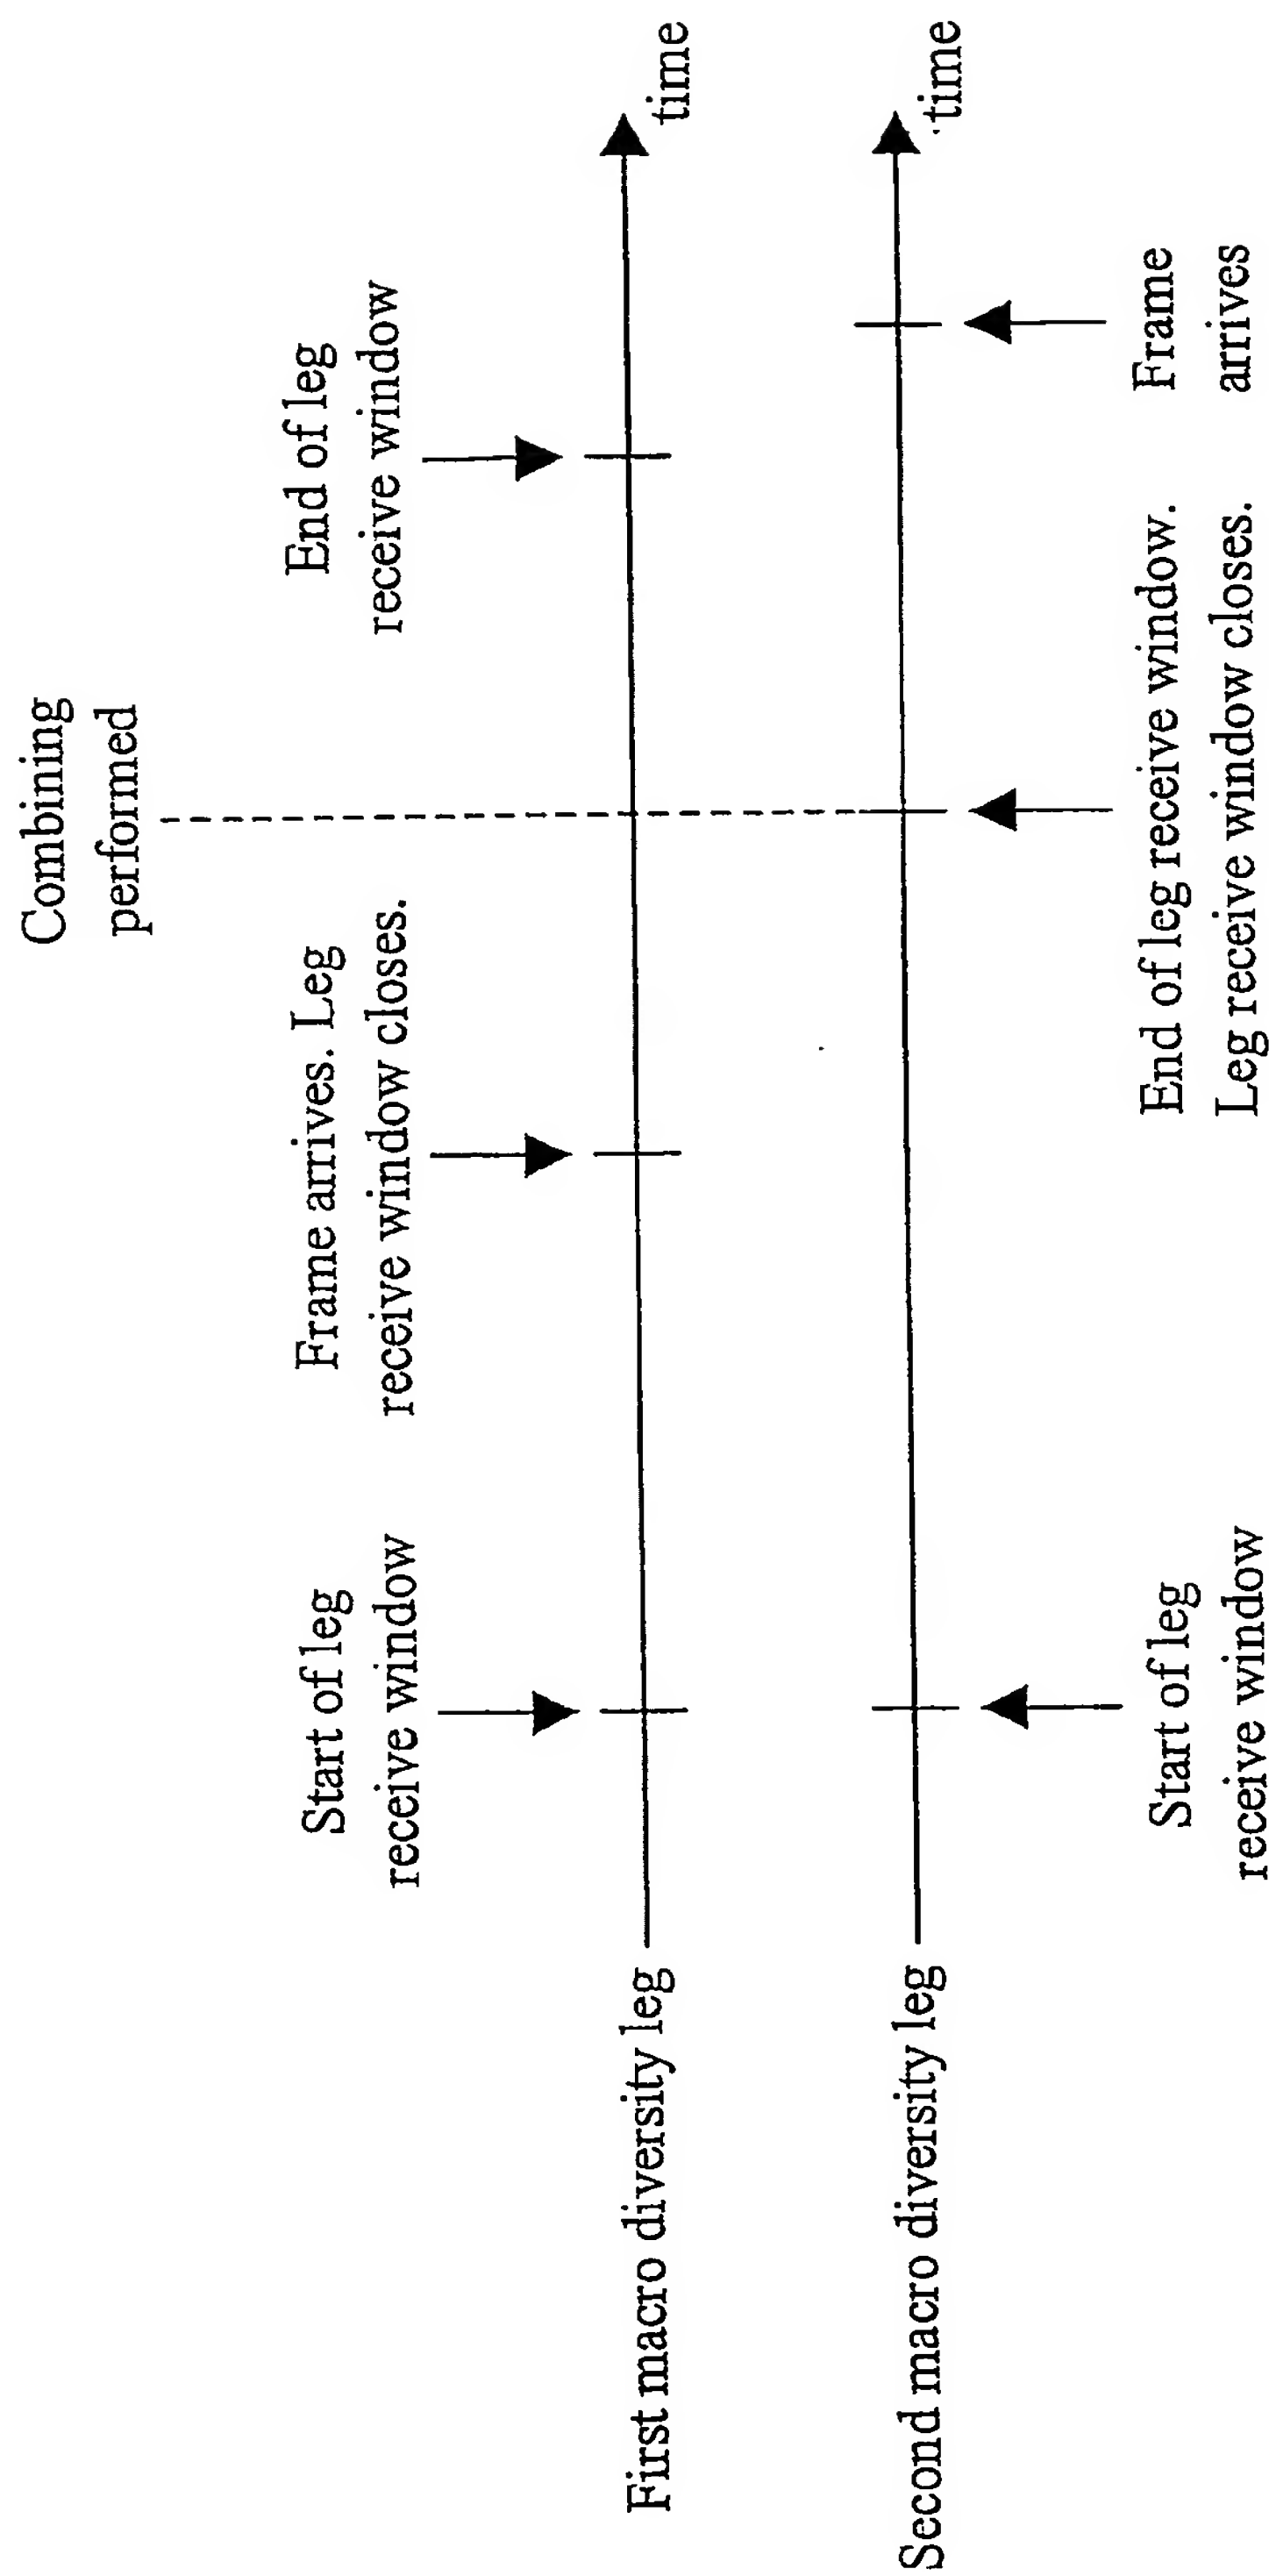 Combining
performed
Start of leg
receive window
Frame arrives. Leg
receive window closes.
End of leg
receive window
First macro diversity leg
time
Second macro diversity leg
time
Start of leg
receive window
End of leg receive window.
Leg receive window closes.
Frame
arrives